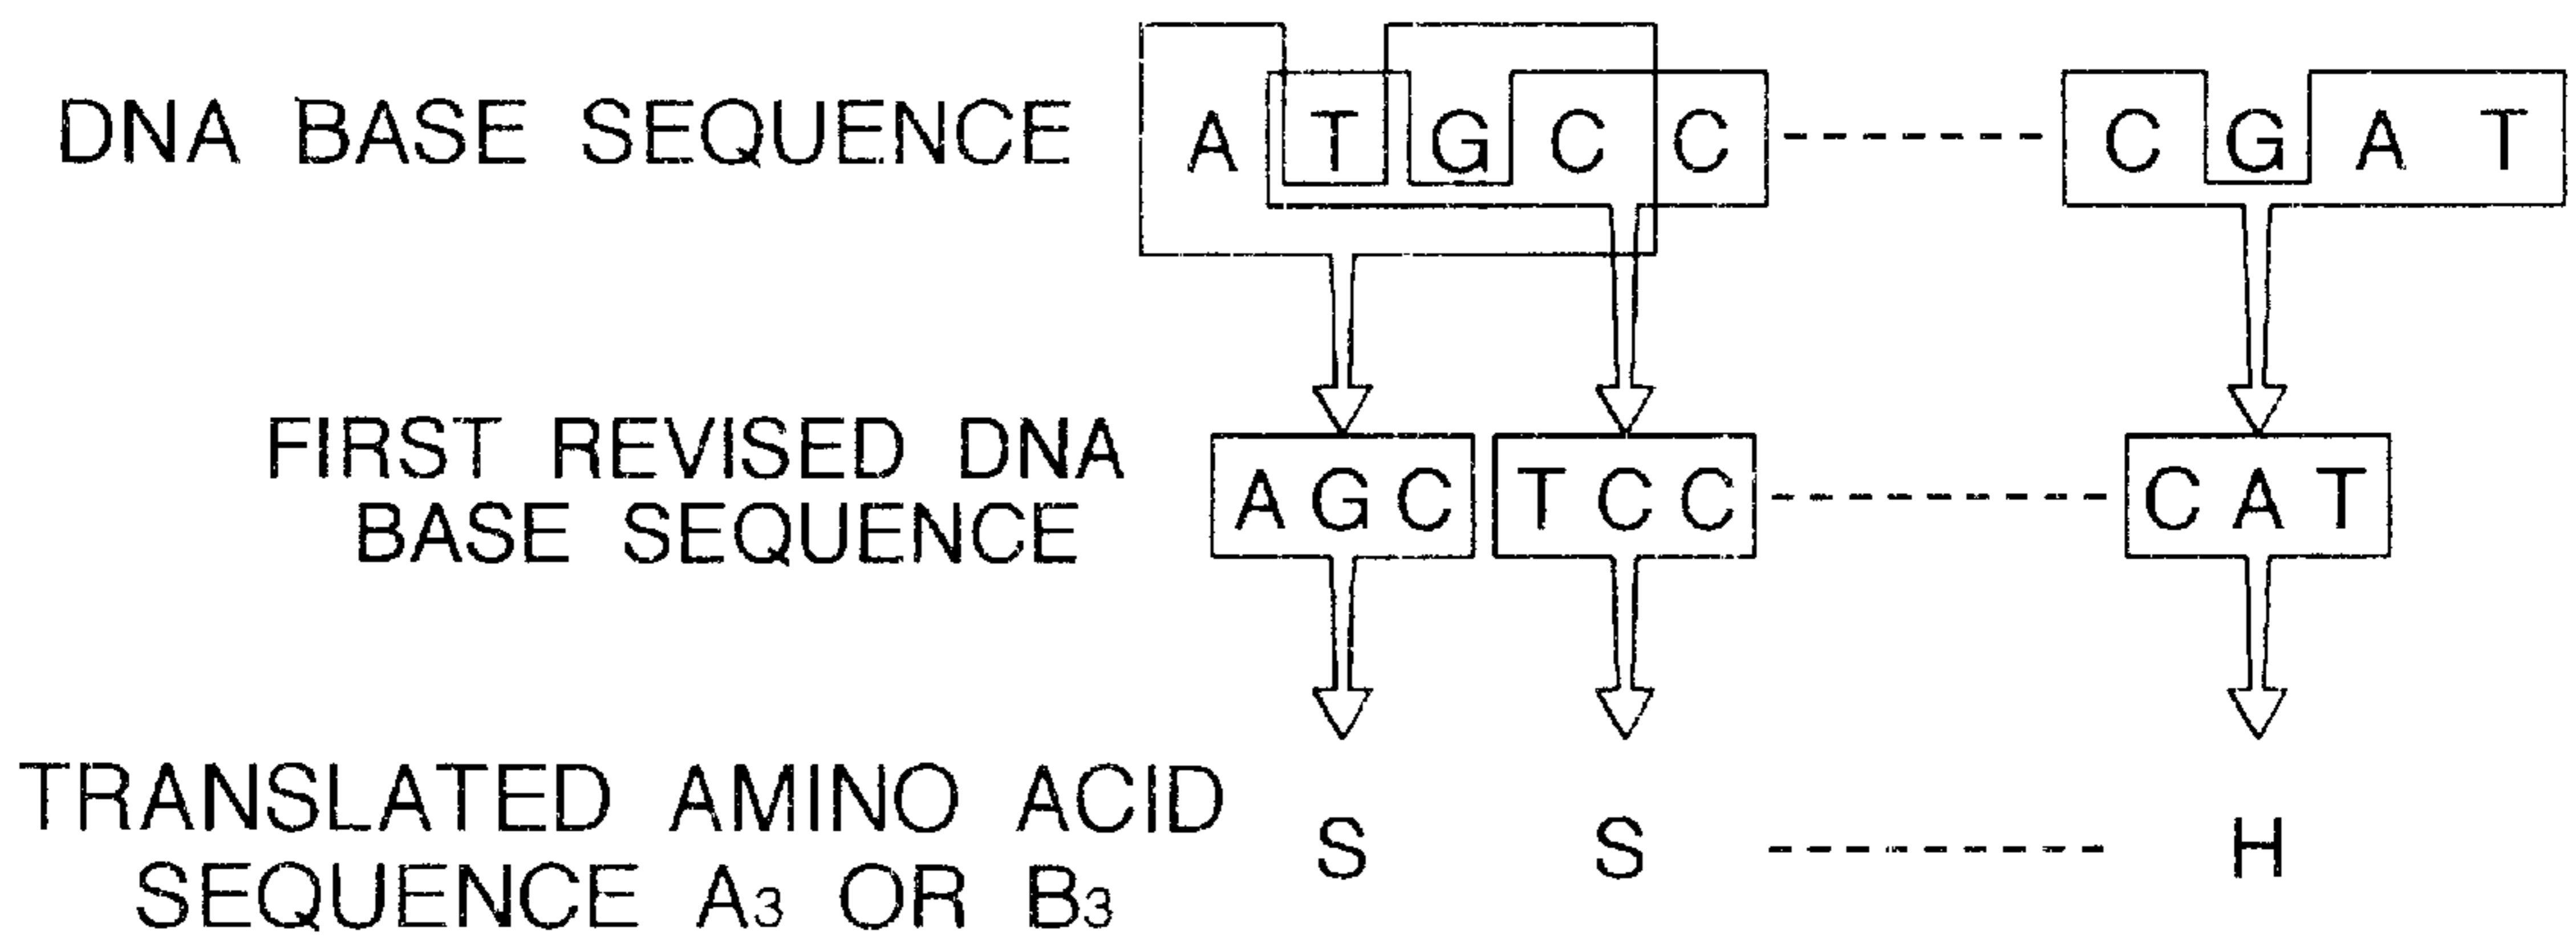 DNA BASE SEQUENCE A T G C C C G A T
FIRST REVISED DNA
BASE SEQUENCE AGC TCC CAT
TRANSLATED AMINO ACID
SEQUENCE A3 OR B3 S S H